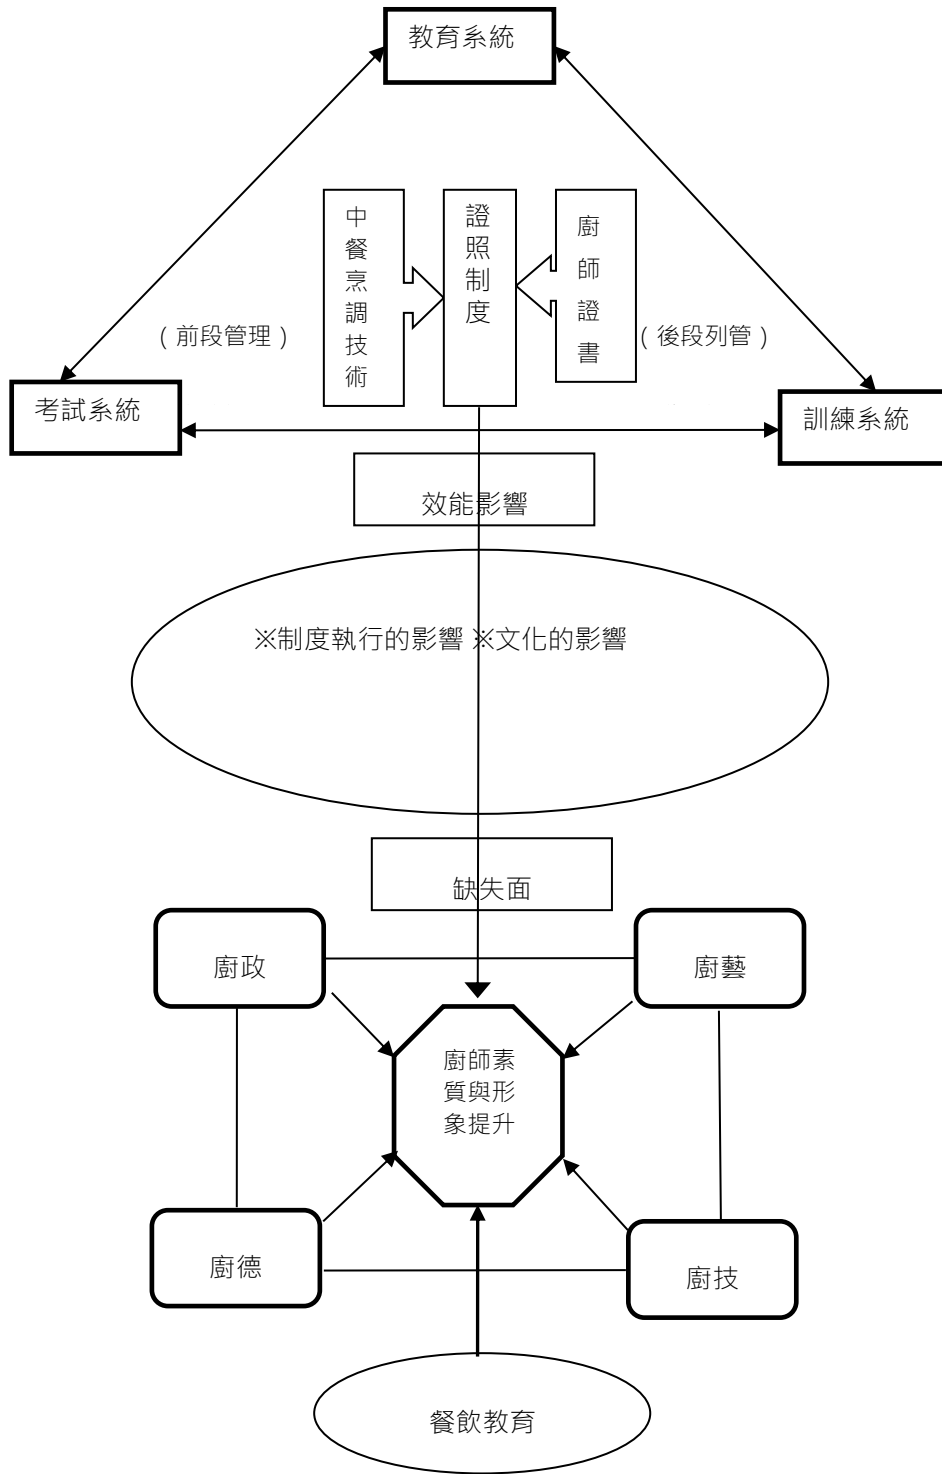 教育系統
中餐烹調技術
證照制度
廚師證書
（前段管理）
（後段列管）
考試系統
訓練系統
效能影響
※制度執行的影響 ※文化的影響
缺失面
廚政
廚藝
廚師素
質與形
象提升
廚德
廚技
餐飲教育